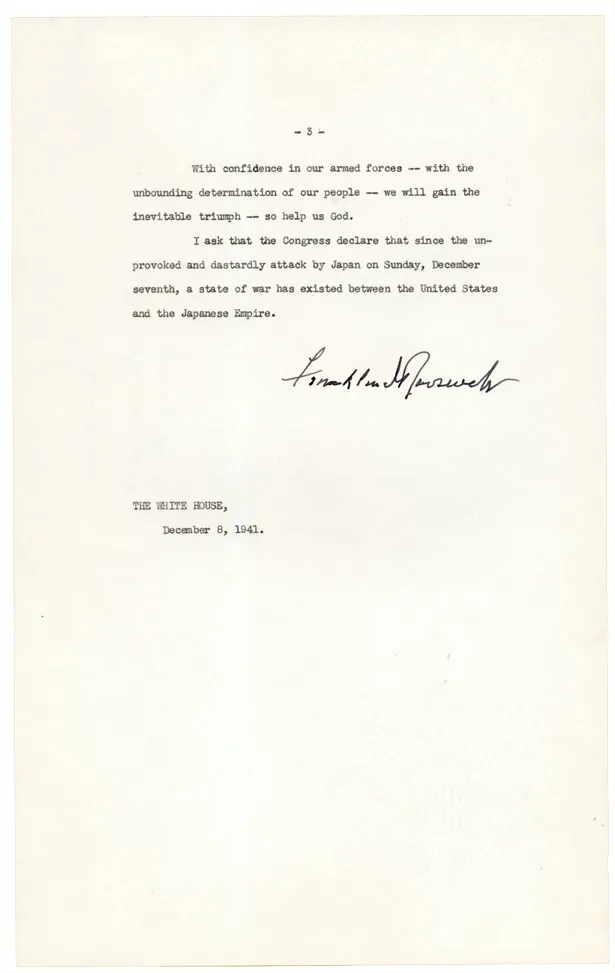 - 3 -
With confidence in our armed forces -- with the
unbounding determination of our people -- we will gain the
inevitable triumph -- so help us God.
I ask that the Congress declare that since the un-
provoked and dastardly attack by Japan on Sunday, December
seventh, a state of war has existed between the United States
and the Japanese Empire.
Franklin D Roosevelt
THE WHITE HOUSE,
December 8, 1941.